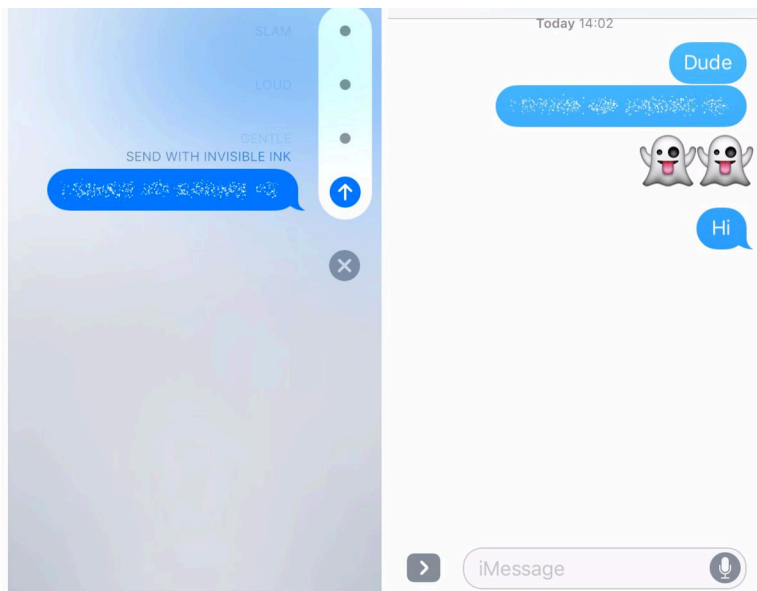 SLAM
LOUD
GENTLE
SEND WITH INVISIBLE INK
Today 14:02
Dude
Hi
iMessage